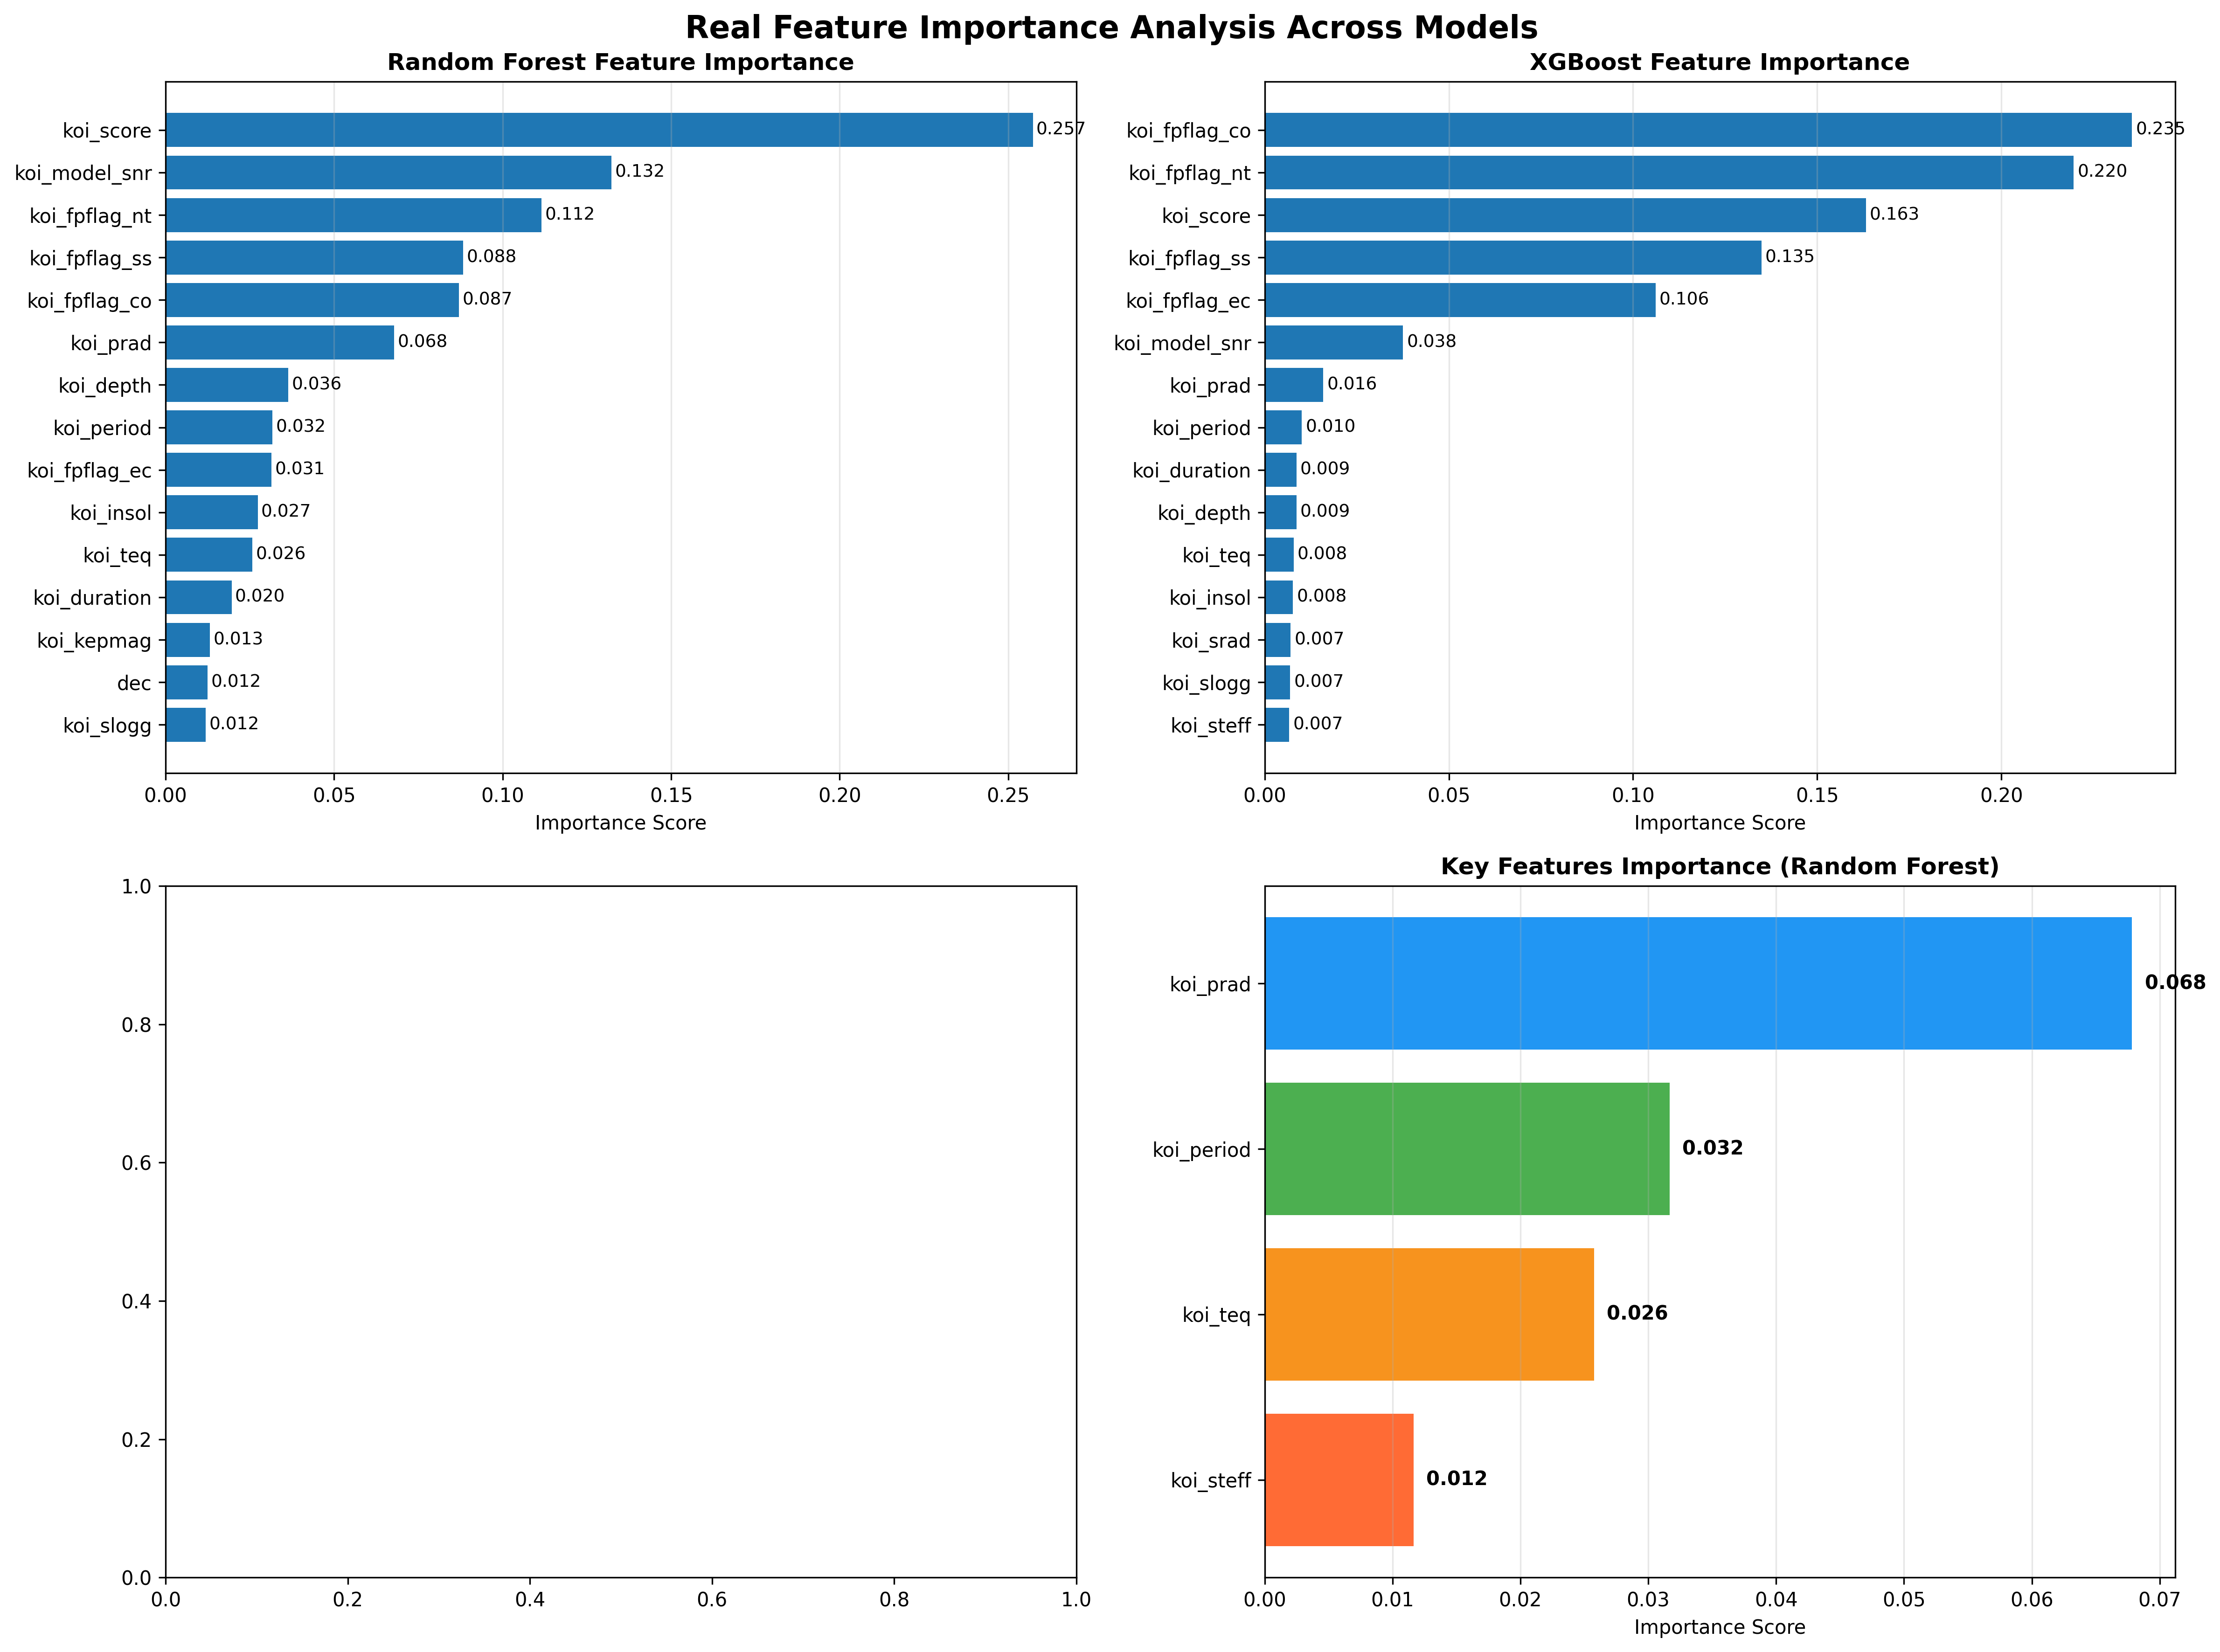 Real Feature Importance Analysis Across Models
Random Forest Feature Importance
koi_score 0.257
koi_model_snr 0.132
koi_fpflag_nt 0.112
koi_fpflag_ss 0.088
koi_fpflag_co 0.087
koi_prad 0.068
koi_depth 0.036
koi_period 0.032
koi_fpflag_ec 0.031
koi_insol 0.027
koi_teq 0.026
koi_duration 0.020
koi_kepmag 0.013
dec 0.012
koi_slogg 0.012
0.00 0.05 0.10 0.15 0.20 0.25
Importance Score
XGBoost Feature Importance
koi_fpflag_co 0.235
koi_fpflag_nt 0.220
koi_score 0.163
koi_fpflag_ss 0.135
koi_fpflag_ec 0.106
koi_model_snr 0.038
koi_prad 0.016
koi_period 0.010
koi_duration 0.009
koi_depth 0.009
koi_teq 0.008
koi_insol 0.008
koi_srad 0.007
koi_slogg 0.007
koi_steff 0.007
0.00 0.05 0.10 0.15 0.20
Importance Score
1.0
0.8
0.6
0.4
0.2
0.0
0.0 0.2 0.4 0.6 0.8 1.0
Key Features Importance (Random Forest)
koi_prad 0.068
koi_period 0.032
koi_teq 0.026
koi_steff 0.012
0.00 0.01 0.02 0.03 0.04 0.05 0.06 0.07
Importance Score